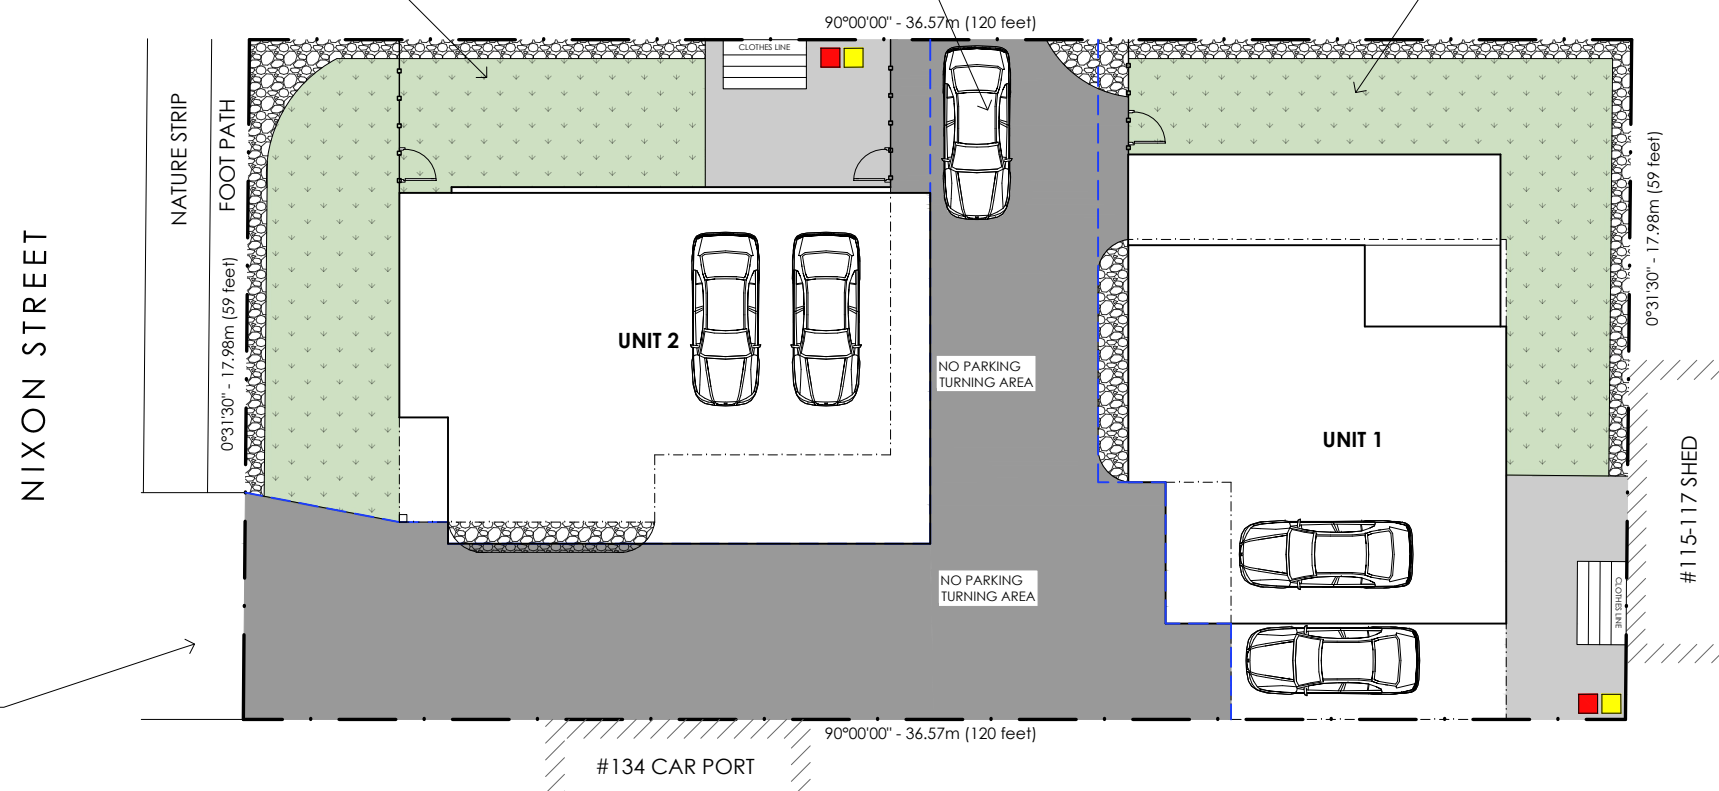 90°00'00" - 36.57m (120 feet)
CLOTHES LINE
NATURE STRIP
FOOT PATH
NIXON STREET
0°31'30" - 17.98m (59 feet)
0°31'30" - 17.98m (59 feet)
UNIT 2
NO PARKING
TURNING AREA
UNIT 1
#115-117 SHED
NO PARKING
TURNING AREA
CLOTHES LINE
90°00'00" - 36.57m (120 feet)
#134 CAR PORT